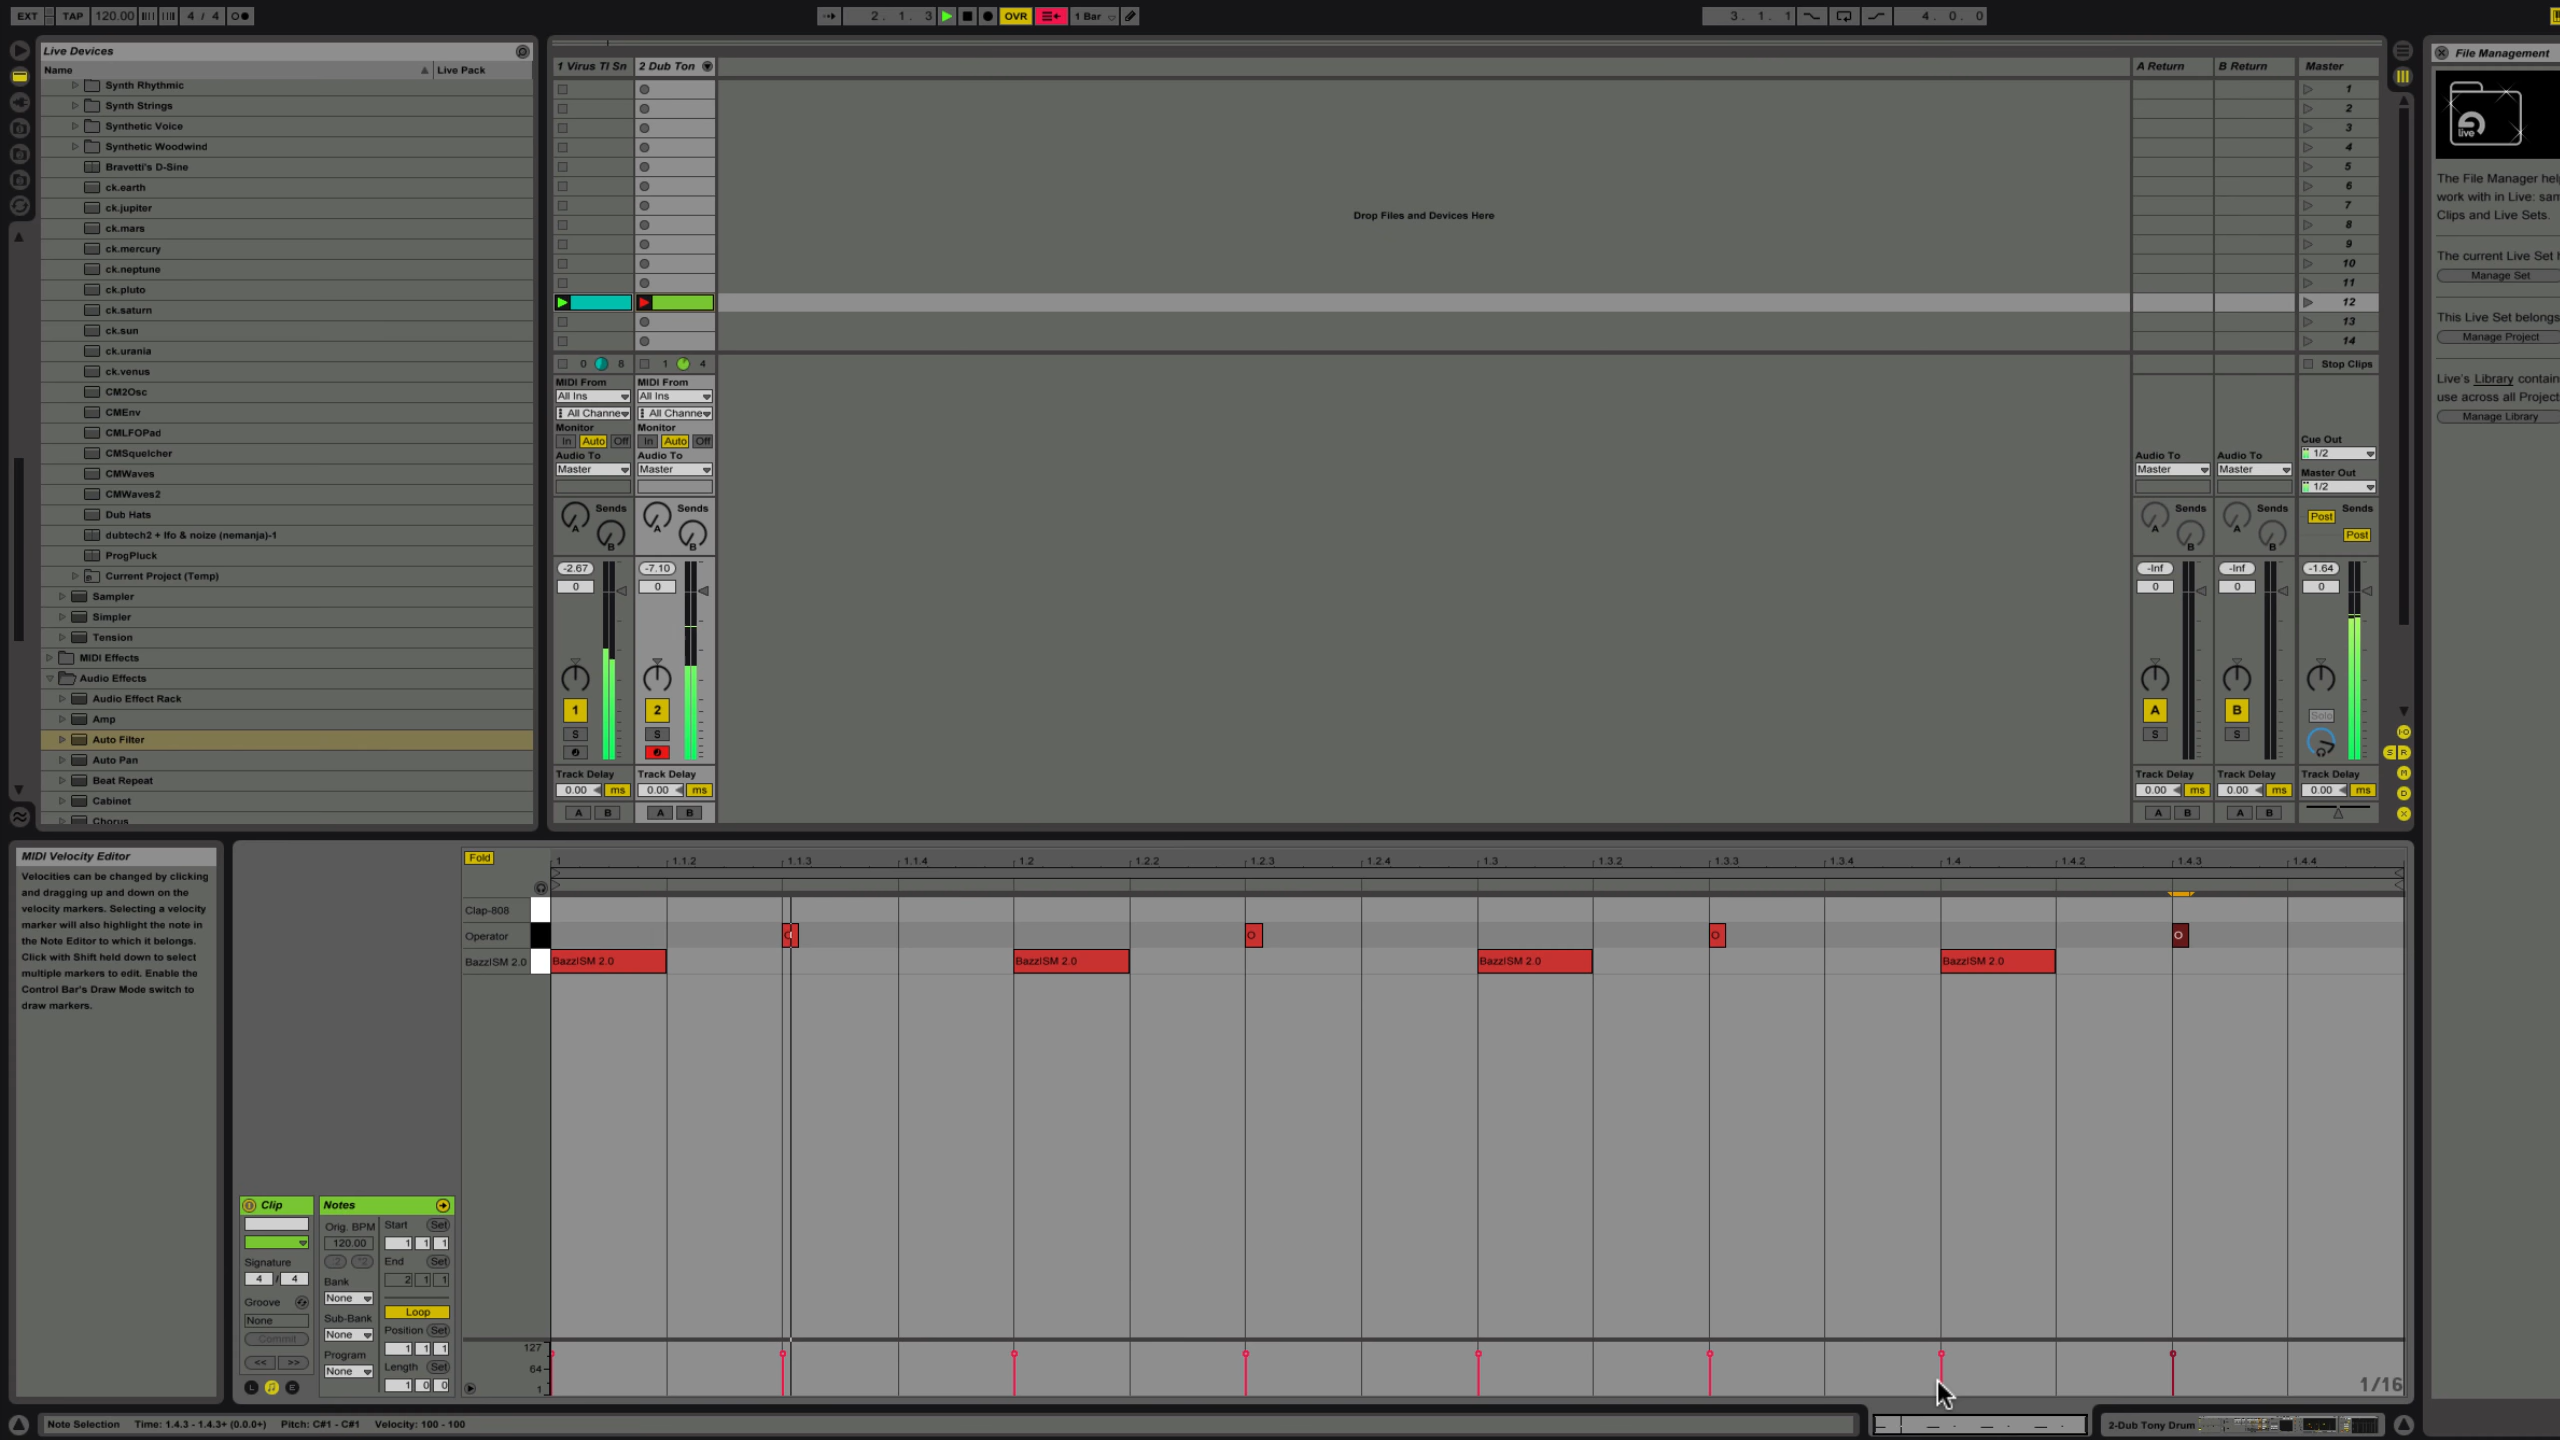 EXT TAP 120.00 4 / 4
2. 1. 3 OVR 1 Bar
3. 1. 1 4. 0. 0
Live Devices
Name Live Pack
Synth Rhythmic
Synth Strings
Synthetic Voice
Synthetic Woodwind
Bravetti's D-Sine
ck.earth
ck.jupiter
ck.mars
ck.mercury
ck.neptune
ck.pluto
ck.saturn
ck.sun
ck.urania
ck.venus
CM2Osc
CMEnv
CMLFOPad
CMSquelcher
CMWaves
CMWaves2
Dub Hats
dubtech2 + lfo & noize (nemanja)-1
ProgPluck
Current Project (Temp)
Sampler
Simpler
Tension
MIDI Effects
Audio Effects
Audio Effect Rack
Amp
Auto Filter
Auto Pan
Beat Repeat
Cabinet
Chorus
1 Virus TI Sn 2 Dub Ton
Drop Files and Devices Here
A Return B Return Master
1
2
3
4
5
6
7
8
9
10
11
12
13
14
0 8 1 4
Stop Clips
MIDI From MIDI From
All Ins All Ins
All Channe All Channe
Monitor Monitor
In Auto Off In Auto Off
Audio To Audio To
Master Master
Sends Sends
A B A B
-2.67 -7.10
0 0
1 2
S S
Track Delay Track Delay
0.00 ms 0.00 ms
A B A B
Cue Out
1/2
Audio To Audio To Master Out
Master Master 1/2
Sends Sends Sends
A B A B Post
Post
-Inf -Inf -1.64
0 0 0
A B Solo
S S
Track Delay Track Delay Track Delay
0.00 ms 0.00 ms 0.00 ms
A B A B
I·O
S R
M
D
X
File Management
live
The File Manager hel
work with in Live: sam
Clips and Live Sets.
The current Live Set h
Manage Set
This Live Set belongs
Manage Project
Live's Library contain
use across all Project
Manage Library
MIDI Velocity Editor
Velocities can be changed by clicking
and dragging up and down on the
velocity markers. Selecting a velocity
marker will also highlight the note in
the Note Editor to which it belongs.
Click with Shift held down to select
multiple markers to edit. Enable the
Control Bar's Draw Mode switch to
draw markers.
Fold 1 1.1.2 1.1.3 1.1.4 1.2 1.2.2 1.2.3 1.2.4 1.3 1.3.2 1.3.3 1.3.4 1.4 1.4.2 1.4.3 1.4.4
Clap-808
Operator O O O
BazzISM 2.0 BazzISM 2.0 BazzISM 2.0 BazzISM 2.0 BazzISM 2.0
127
64
1
1/16
Clip Notes
Orig. BPM Start Set
120.00 1 1 1
:2 *2 End Set
Signature 2 1 1
4 / 4 Bank
None
Groove Loop
None Sub-Bank
Commit None Position Set
1 1 1
<< >> Program Length Set
None 1 0 0
L E
Note Selection Time: 1.4.3 - 1.4.3+ (0.0.0+) Pitch: C#1 - C#1 Velocity: 100 - 100
2-Dub Tony Drum